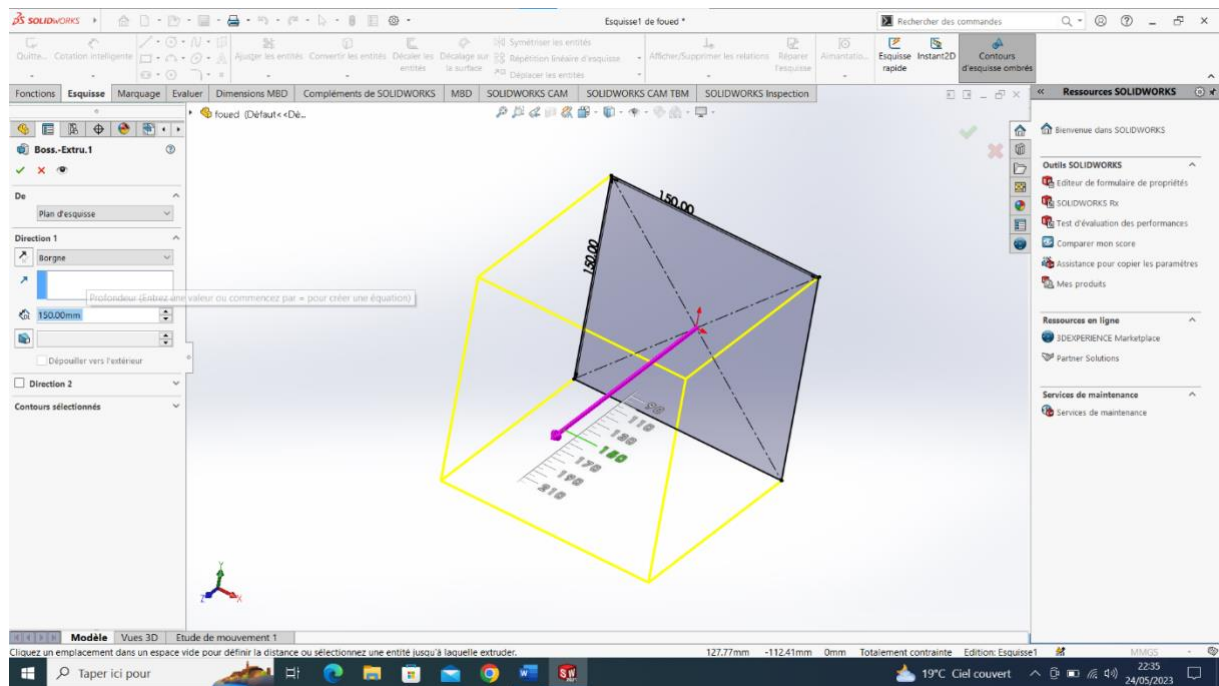 3S SOLIDWORKS
Esquisse1 de foued *
Rechercher des commandes
Quitte...
Cotation intelligente
Ajuster les entités
Convertir les entités
Décaler les entités
Décalage sur la surface
Symétriser les entités
Répétition linéaire d'esquisse
Déplacer les entités
Afficher/Supprimer les relations
Réparer l'esquisse
Alimentatio...
Esquisse rapide
Instant2D
Contours d'esquisse ombrés
Fonctions Esquisse Marquage Evaluer Dimensions MBD Compléments de SOLIDWORKS MBD SOLIDWORKS CAM SOLIDWORKS CAM TBM SOLIDWORKS Inspection
foued (Défaut<<Dé...
Boss.-Extru.1
De
Plan d'esquisse
Direction 1
Borgne
Profondeur (Entrez une valeur ou commencez par = pour créer une équation)
150.00mm
Dépouiller vers l'extérieur
Direction 2
Contours sélectionnés
150.00
150.00
90
110
130
150
170
190
210
Y
Z
X
Ressources SOLIDWORKS
Bienvenue dans SOLIDWORKS
Outils SOLIDWORKS
Editeur de formulaire de propriétés
SOLIDWORKS Rx
Test d'évaluation des performances
Comparer mon score
Assistance pour copier les paramètres
Mes produits
Ressources en ligne
3DEXPERIENCE Marketplace
Partner Solutions
Services de maintenance
Services de maintenance
Modèle Vues 3D Etude de mouvement 1
Cliquez un emplacement dans un espace vide pour définir la distance ou sélectionnez une entité jusqu'à laquelle extruder.
127.77mm -112.41mm 0mm Totalement contrainte Edition: Esquisse1 MMGS
Taper ici pour
19°C Ciel couvert
22:35
24/05/2023